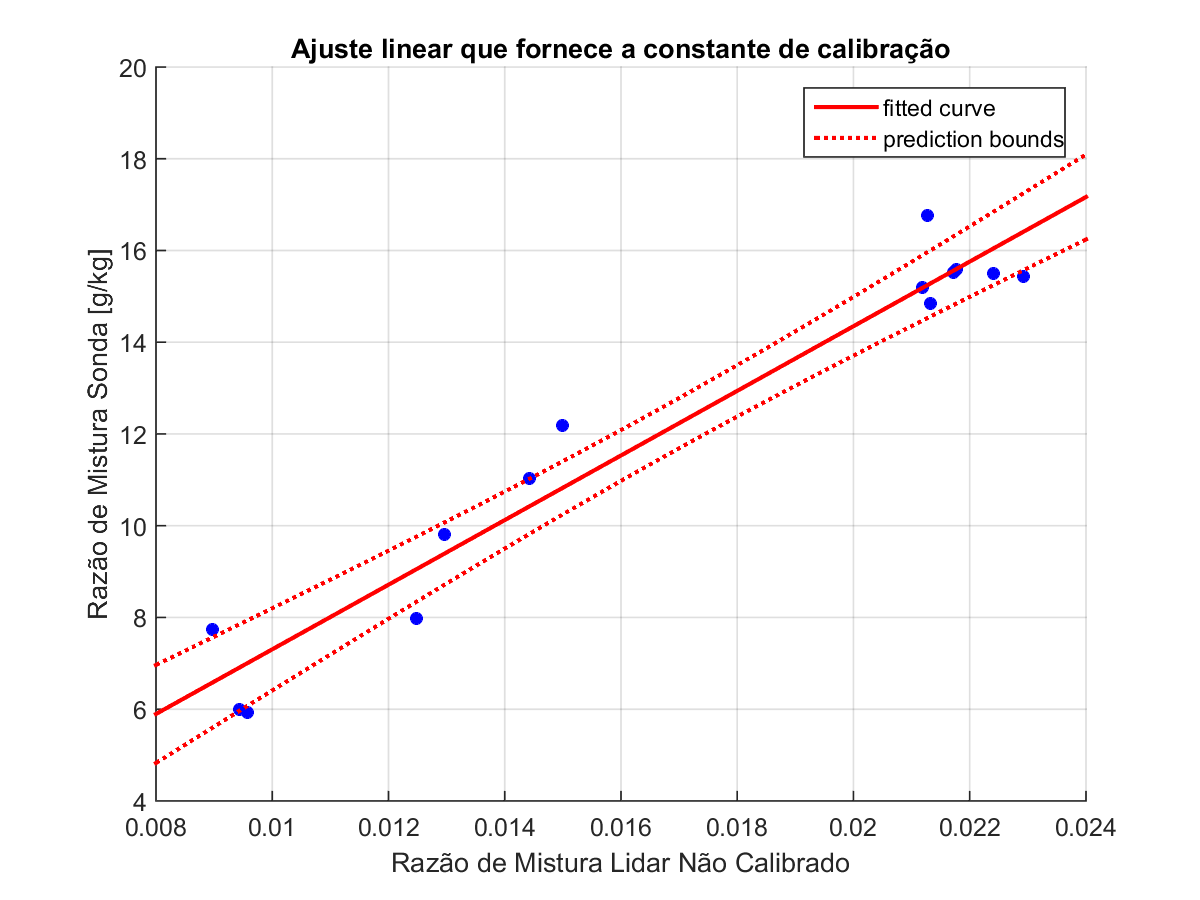 Ajuste linear que fornece a constante de calibração
fitted curve
prediction bounds
20
18
16
14
12
10
8
6
4
Razão de Mistura Sonda [g/kg]
0.008 0.01 0.012 0.014 0.016 0.018 0.02 0.022 0.024
Razão de Mistura Lidar Não Calibrado